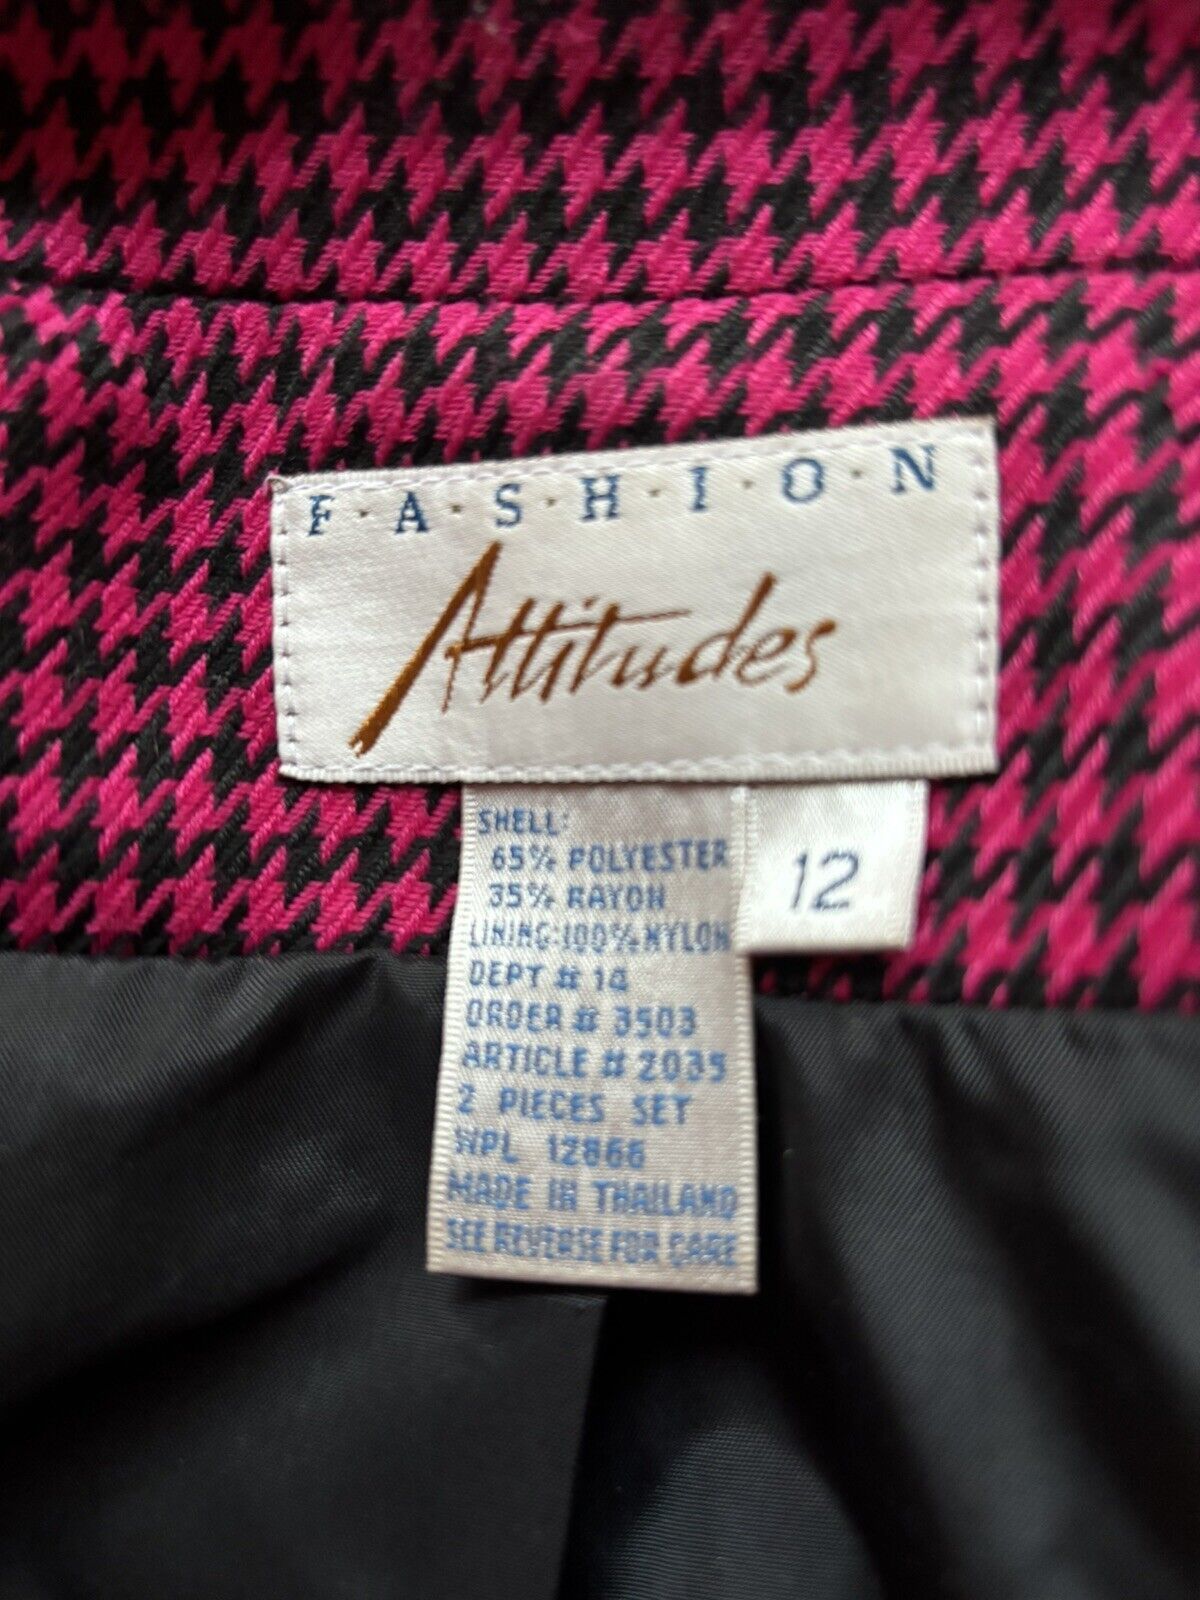 F·A·S·H·I·O·N
Attitudes
12
SHELL:
65% POLYESTER
35% RAYON
LINING:100% NYLON
DEPT # 14
ORDER # 3503
ARTICLE # 2035
2 PIECES SET
WPL 12866
MADE IN THAILAND
SEE REVERSE FOR CARE